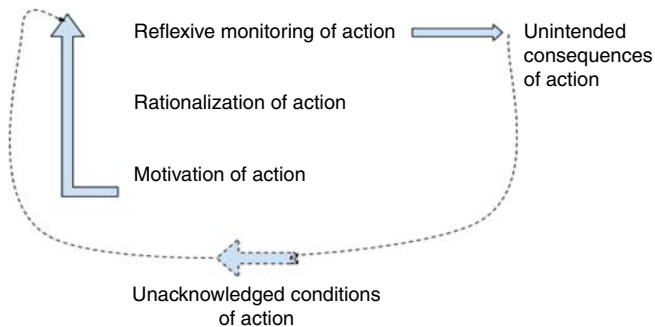 Reflexive monitoring of action
Unintended
consequences
of action
Rationalization of action
Motivation of action
Unacknowledged conditions
of action